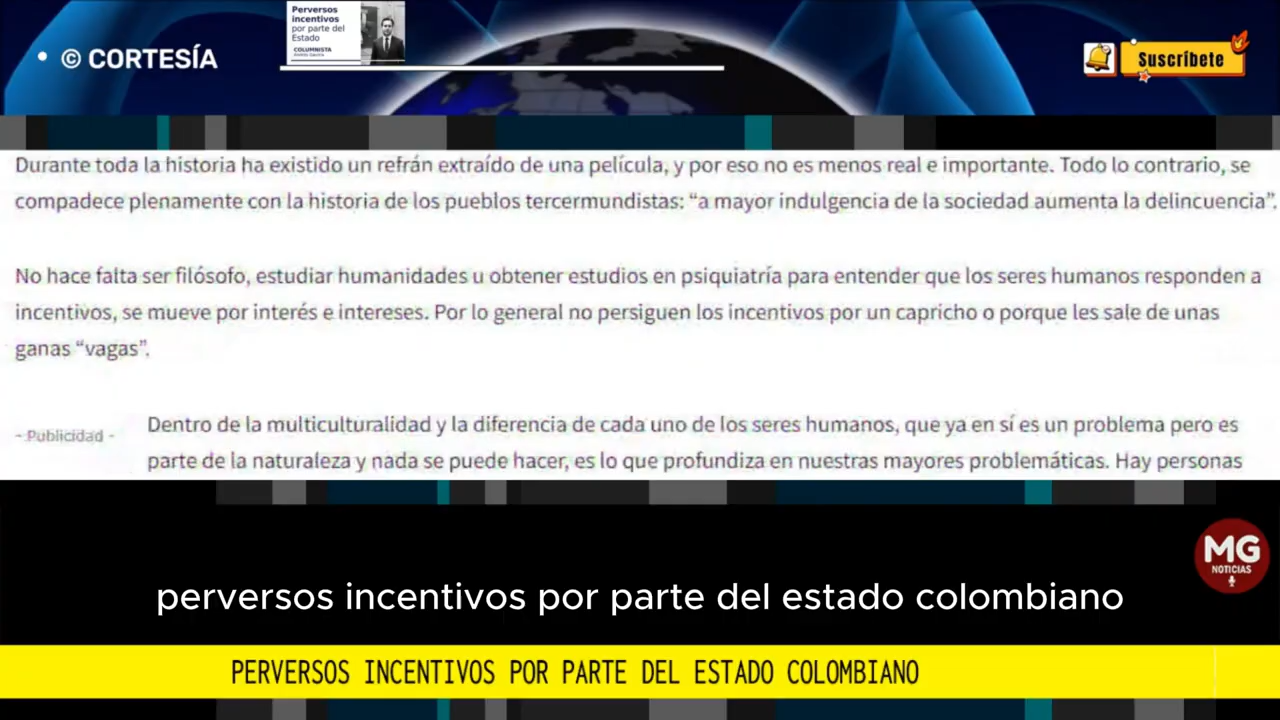 Perversos
incentivos
por parte del
Estado
COLUMNISTA
• © CORTESÍA
Suscríbete
Durante toda la historia ha existido un refrán extraído de una película, y por eso no es menos real e importante. Todo lo contrario, se
compadece plenamente con la historia de los pueblos tercermundistas: “a mayor indulgencia de la sociedad aumenta la delincuencia”.
No hace falta ser filósofo, estudiar humanidades u obtener estudios en psiquiatría para entender que los seres humanos responden a
incentivos, se mueve por interés e intereses. Por lo general no persiguen los incentivos por un capricho o porque les sale de unas
ganas “vagas”.
- Publicidad -
Dentro de la multiculturalidad y la diferencia de cada uno de los seres humanos, que ya en sí es un problema pero es
parte de la naturaleza y nada se puede hacer, es lo que profundiza en nuestras mayores problemáticas. Hay personas
MG
NOTICIAS
perversos incentivos por parte del estado colombiano
PERVERSOS INCENTIVOS POR PARTE DEL ESTADO COLOMBIANO